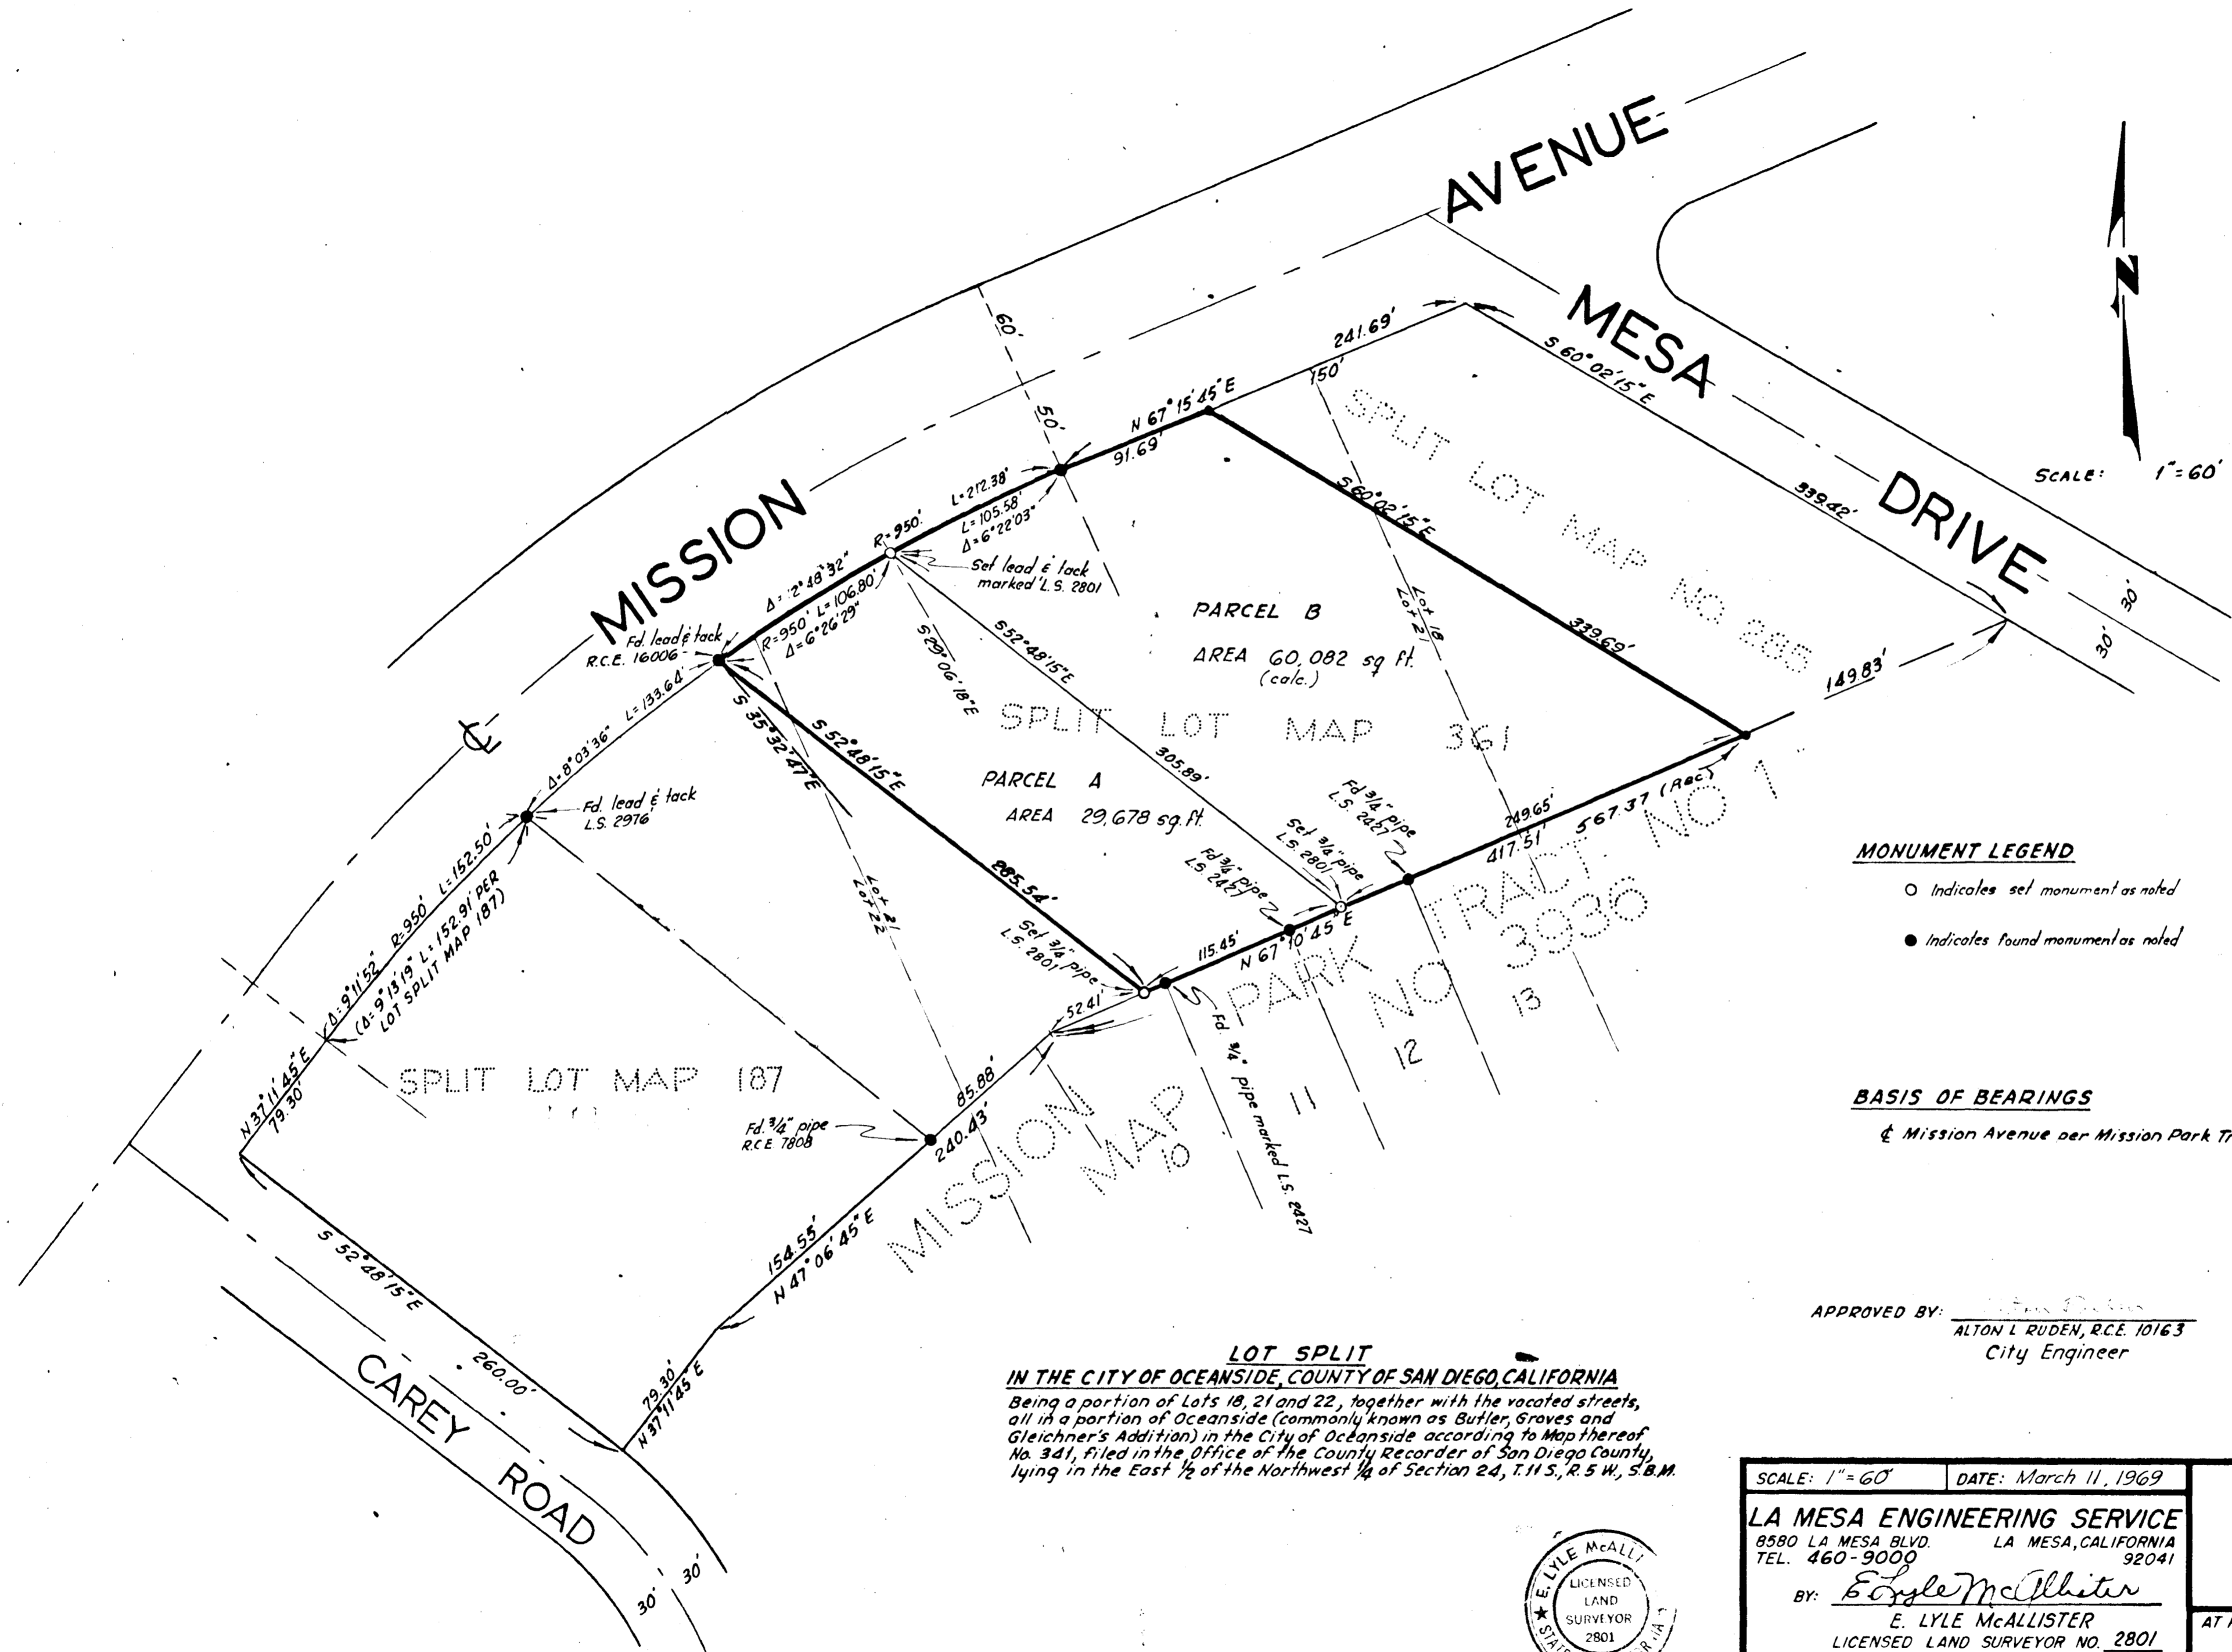 AVENUE
MESA
DRIVE
MISSION
SCALE: 1"=60'
N
60'
50'
241.69'
150'
S 60°02'15" E
339.42'
N 67°15'45" E
91.69'
SPLIT LOT MAP NO. 285
30'
30'
L=212.38'
R=950'
L=105.58'
Δ=6°22'03"
Δ=12°48'32"
R=950' L=106.80'
Δ=6°26'29"
Set lead & tack
marked L.S. 2801
Fd. lead & tack
R.C.E. 16006
S 60°02'15" E
339.69'
Lot 18
Lot 21
PARCEL B
AREA 60,082 sq ft.
(calc.)
S 29°06'18" E
S 52°48'15" E
305.89'
S 35°32'47" E
S 52°48'15" E
285.54'
SPLIT LOT MAP 361
PARCEL A
AREA 29,678 sq.ft.
149.83'
L=133.64'
Δ=8°03'36"
℄
Fd. lead & tack
L.S. 2976
Fd 3/4" pipe
L.S. 2427
Set 3/4" pipe
L.S. 2801
Fd 3/4" pipe
L.S. 2427
Set 3/4" pipe
L.S. 2801
249.65'
567.37 (Rec.)
417.51'
115.45'
N 67°10'45" E
52.41'
Lot 21
Lot 22
Δ=9°11'52" R=950' L=152.50'
(Δ=9°13'19" L=152.91' PER
LOT SPLIT MAP 187)
N 37°11'45" E
79.30'
SPLIT LOT MAP 187
Fd. 3/4" pipe
R.C.E. 7808
85.88'
240.43'
Fd. 3/4" pipe marked L.S. 2427
MISSION PARK TRACT NO 1
MAP NO 3936
10
11
12
13
154.55'
N 47°06'45" E
79.30'
N 37°11'45" E
S 52°48'15" E
260.00'
CAREY ROAD
30'
30'
MONUMENT LEGEND
○ Indicates set monument as noted
● Indicates found monument as noted
BASIS OF BEARINGS
℄ Mission Avenue per Mission Park Tr
APPROVED BY:
ALTON L RUDEN, R.C.E. 10163
City Engineer
LOT SPLIT
IN THE CITY OF OCEANSIDE, COUNTY OF SAN DIEGO, CALIFORNIA
Being a portion of Lots 18, 21 and 22, together with the vacated streets,
all in a portion of Oceanside (commonly known as Butler, Groves and
Gleichner's Addition) in the City of Oceanside according to Map thereof
No. 341, filed in the Office of the County Recorder of San Diego County,
lying in the East 1/2 of the Northwest 1/4 of Section 24, T.11 S., R. 5 W., S.B.M.
E. LYLE McALLI
LICENSED
LAND
SURVEYOR
2801
SCALE: 1"=60' DATE: March 11, 1969
LA MESA ENGINEERING SERVICE
8580 LA MESA BLVD. LA MESA, CALIFORNIA
TEL. 460-9000 92041
BY: E Lyle McAllister
E. LYLE McALLISTER
LICENSED LAND SURVEYOR NO. 2801